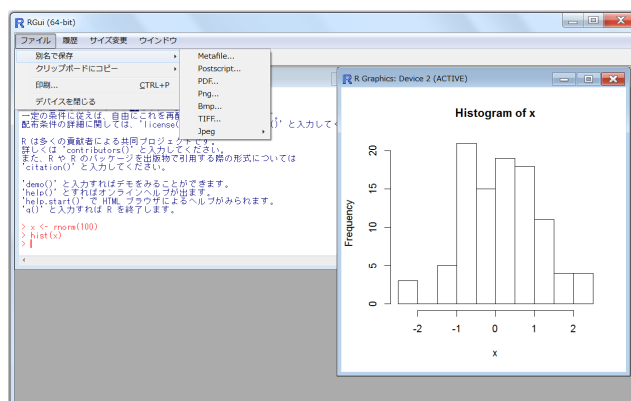 RGui (64-bit)
ファイル 履歴 サイズ変更 ウインドウ
別名で保存
クリップボードにコピー
印刷... CTRL+P
デバイスを閉じる
Metafile...
Postscript...
PDF...
Png...
Bmp...
TIFF...
Jpeg
一定の条件に従えば、自由にこれを再配
配布条件の詳細に関しては、'license(
)' と入力して
R は多くの貢献者による共同プロジェクトです。
詳しくは 'contributors()' と入力してください。
また、R や R のパッケージを出版物で引用する際の形式については
'citation()' と入力してください。
'demo()' と入力すればデモをみることができます。
'help()' とすればオンラインヘルプが出ます。
'help.start()' で HTML ブラウザによるヘルプがみられます。
'q()' と入力すれば R を終了します。
> x <- rnorm(100)
> hist(x)
>
R Graphics: Device 2 (ACTIVE)
Histogram of x
Frequency
20
15
10
5
0
-2 -1 0 1 2
x